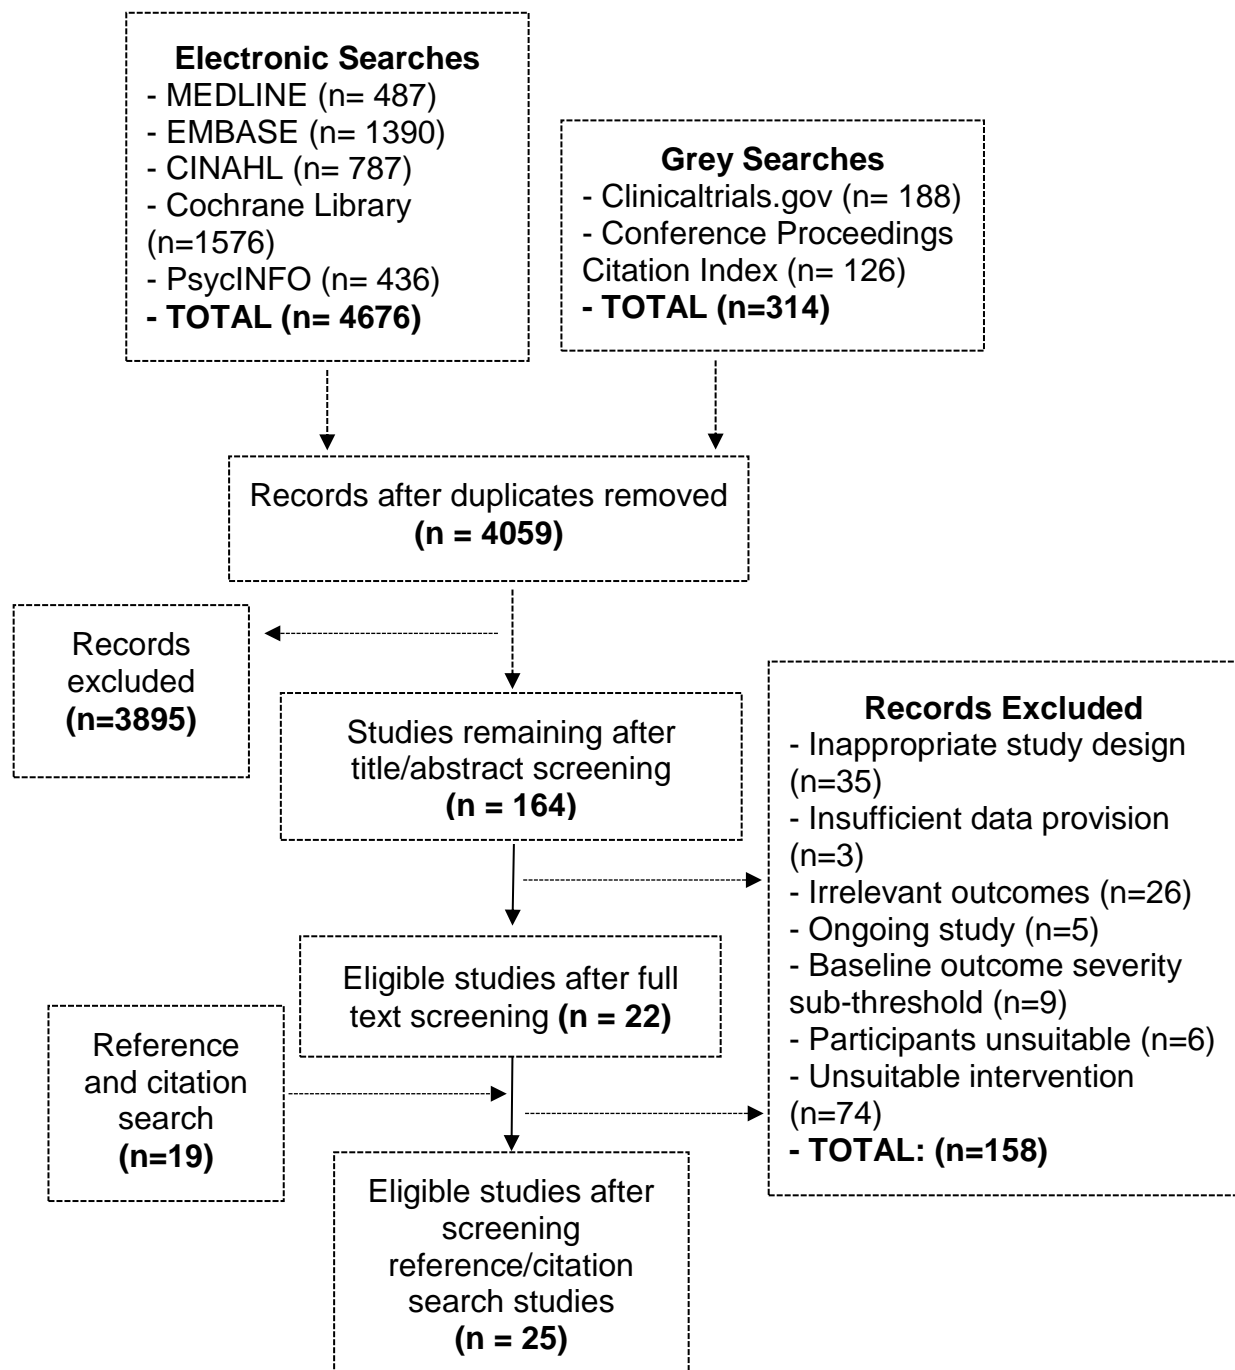 Electronic Searches
- MEDLINE (n= 487)
- EMBASE (n= 1390)
- CINAHL (n= 787)
- Cochrane Library
(n=1576)
- PsycINFO (n= 436)
- TOTAL (n= 4676)
Grey Searches
- Clinicaltrials.gov (n= 188)
- Conference Proceedings
Citation Index (n= 126)
- TOTAL (n=314)
Records after duplicates removed
(n = 4059)
Records
excluded
(n=3895)
Studies remaining after
title/abstract screening
(n = 164)
Records Excluded
- Inappropriate study design
(n=35)
- Insufficient data provision
(n=3)
- Irrelevant outcomes (n=26)
- Ongoing study (n=5)
- Baseline outcome severity
sub-threshold (n=9)
- Participants unsuitable (n=6)
- Unsuitable intervention
(n=74)
- TOTAL: (n=158)
Eligible studies after full
text screening (n = 22)
Reference
and citation
search
(n=19)
Eligible studies after
screening
reference/citation
search studies
(n = 25)